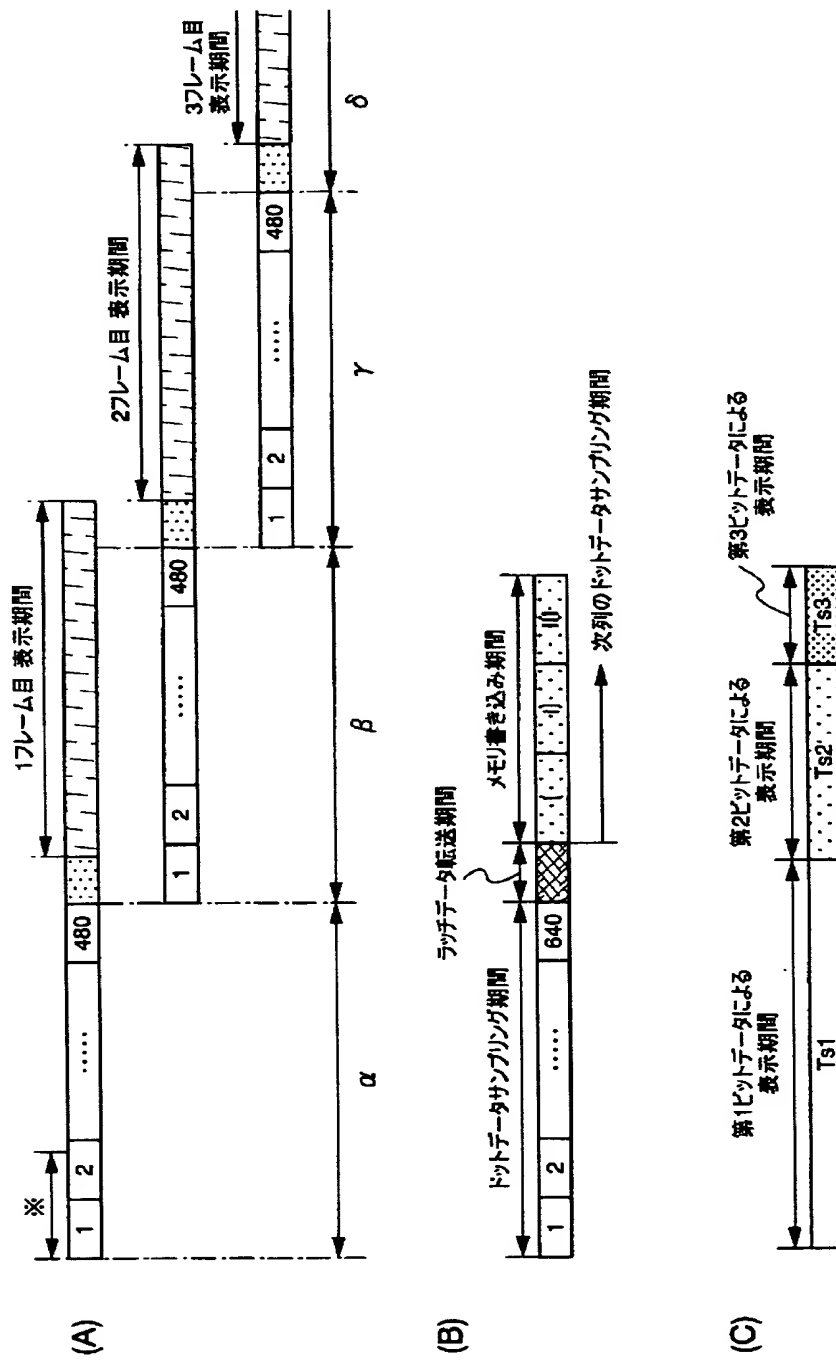 (A)
※
1フレーム目 表示期間
2フレーム目 表示期間
3フレーム目
表示期間
1 2 ····· 480
1 2 ····· 480
1 2 ····· 480
α β γ δ
(B)
ドットデータサンプリング期間
ラッチデータ転送期間
メモリ書き込み期間
1 2 ····· 640
次列のドットデータサンプリング期間
(C)
第1ビットデータによる
表示期間
第2ビットデータによる
表示期間
第3ビットデータによる
表示期間
Ts1 Ts2 Ts3